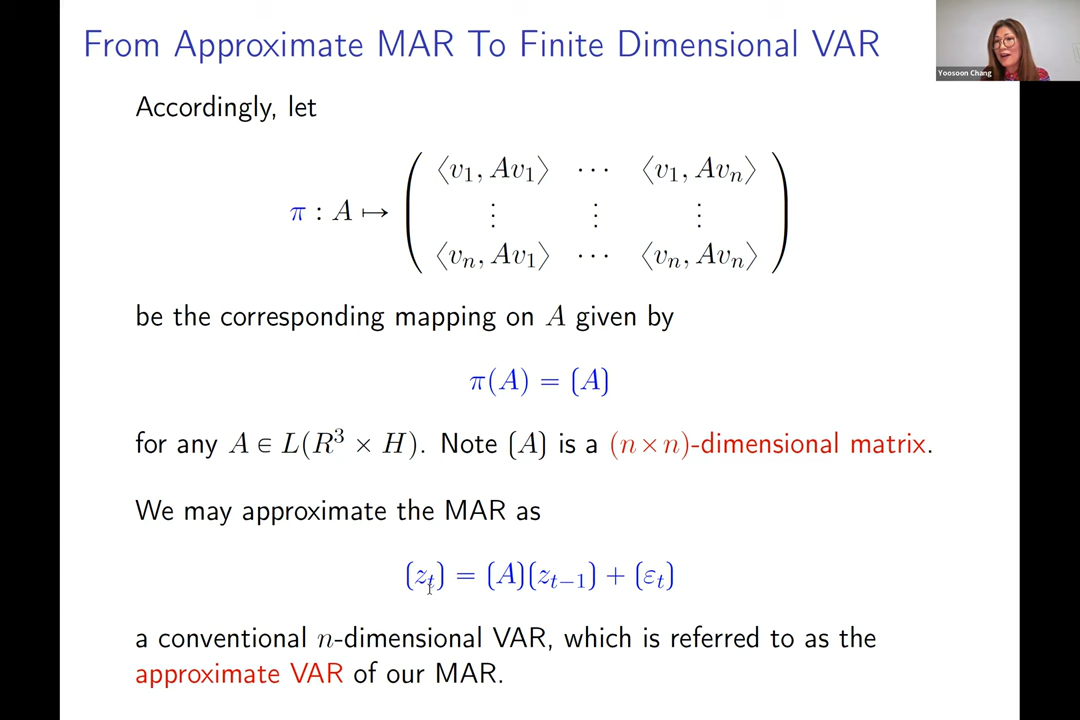 From Approximate MAR To Finite Dimensional VAR
Yoosoon Chang
Accordingly, let
⟨v₁, Av₁⟩ ⋯ ⟨v₁, Avₙ⟩
π : A ↦ ⋮ ⋮ ⋮
⟨vₙ, Av₁⟩ ⋯ ⟨vₙ, Avₙ⟩
be the corresponding mapping on A given by
π(A) = (A)
for any A ∈ L(R³ × H). Note (A) is a (n×n)-dimensional matrix.
We may approximate the MAR as
(zₜ) = (A)(zₜ₋₁) + (εₜ)
a conventional n-dimensional VAR, which is referred to as the
approximate VAR of our MAR.